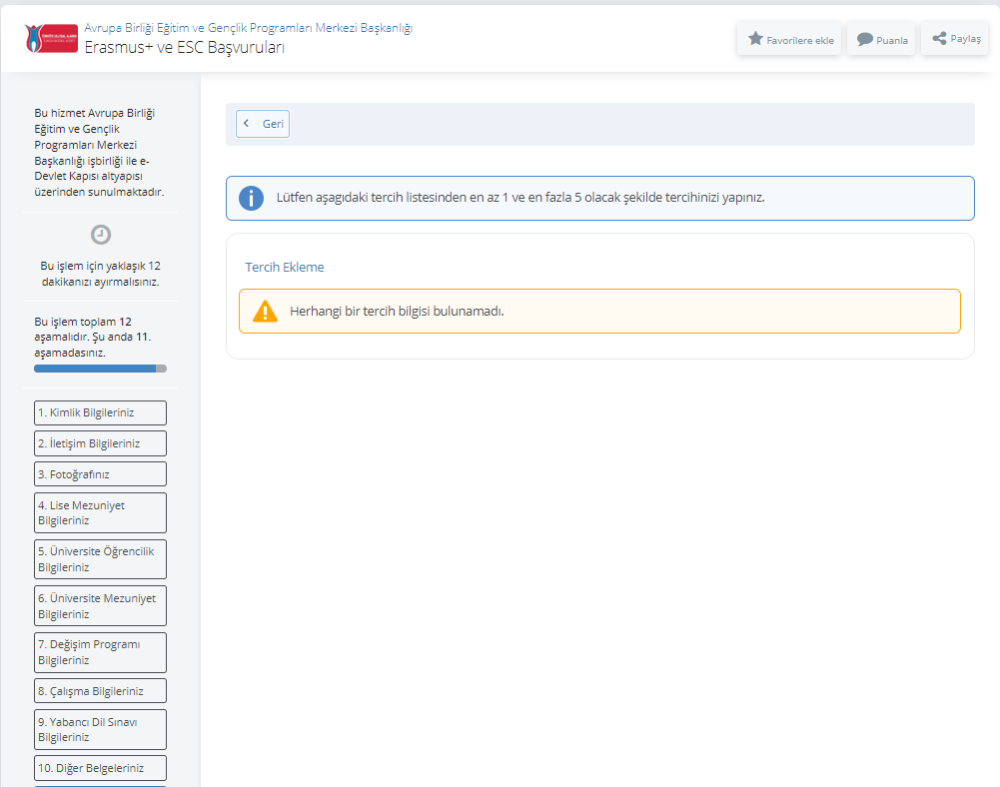 Avrupa Birliği Eğitim ve Gençlik Programları Merkezi Başkanlığı
Erasmus+ ve ESC Başvuruları
Favorilere ekle
Puanla
Paylaş
Bu hizmet Avrupa Birliği
Eğitim ve Gençlik
Programları Merkezi
Başkanlığı işbirliği ile e-
Devlet Kapısı altyapısı
üzerinden sunulmaktadır.
Bu işlem için yaklaşık 12
dakikanızı ayırmalısınız.
Bu işlem toplam 12
aşamalıdır. Şu anda 11.
aşamadasınız.
1. Kimlik Bilgileriniz
2. İletişim Bilgileriniz
3. Fotoğrafınız
4. Lise Mezuniyet
Bilgileriniz
5. Üniversite Öğrencilik
Bilgileriniz
6. Üniversite Mezuniyet
Bilgileriniz
7. Değişim Programı
Bilgileriniz
8. Çalışma Bilgileriniz
9. Yabancı Dil Sınavı
Bilgileriniz
10. Diğer Belgeleriniz
Geri
Lütfen aşagıdaki tercih listesinden en az 1 ve en fazla 5 olacak şekilde tercihinizi yapınız.
Tercih Ekleme
Herhangi bir tercih bilgisi bulunamadı.